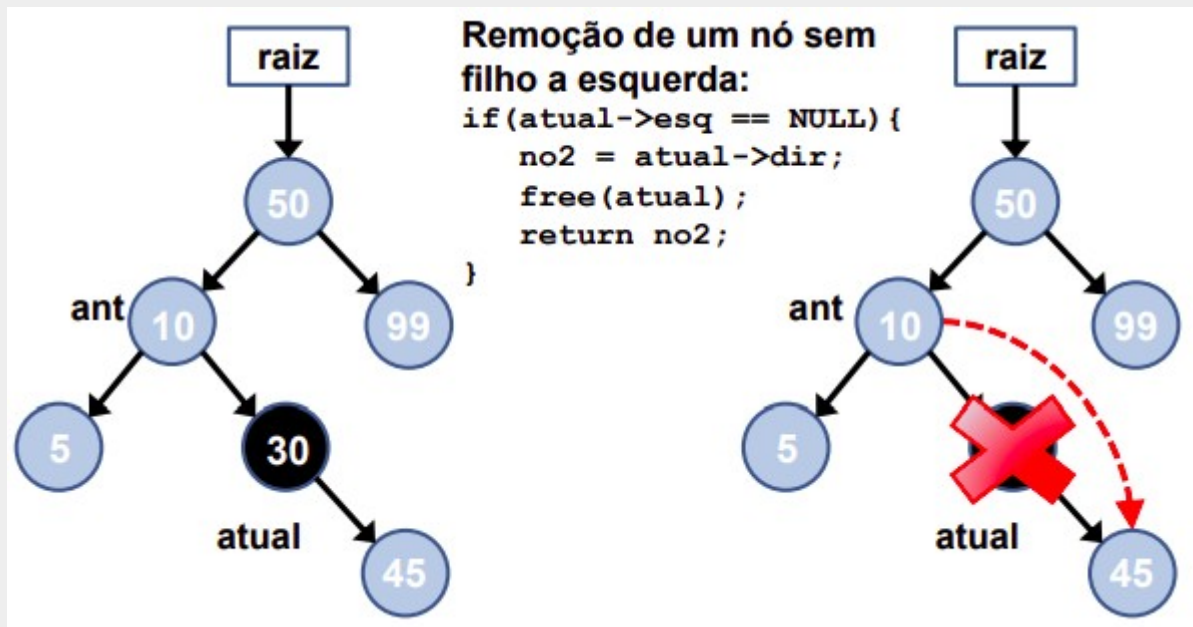 raiz
50
ant
10
99
5
30
atual
45
Remoção de um nó sem
filho a esquerda:
if(atual->esq == NULL){
no2 = atual->dir;
free(atual);
return no2;
}
raiz
50
ant
10
99
5
atual
45